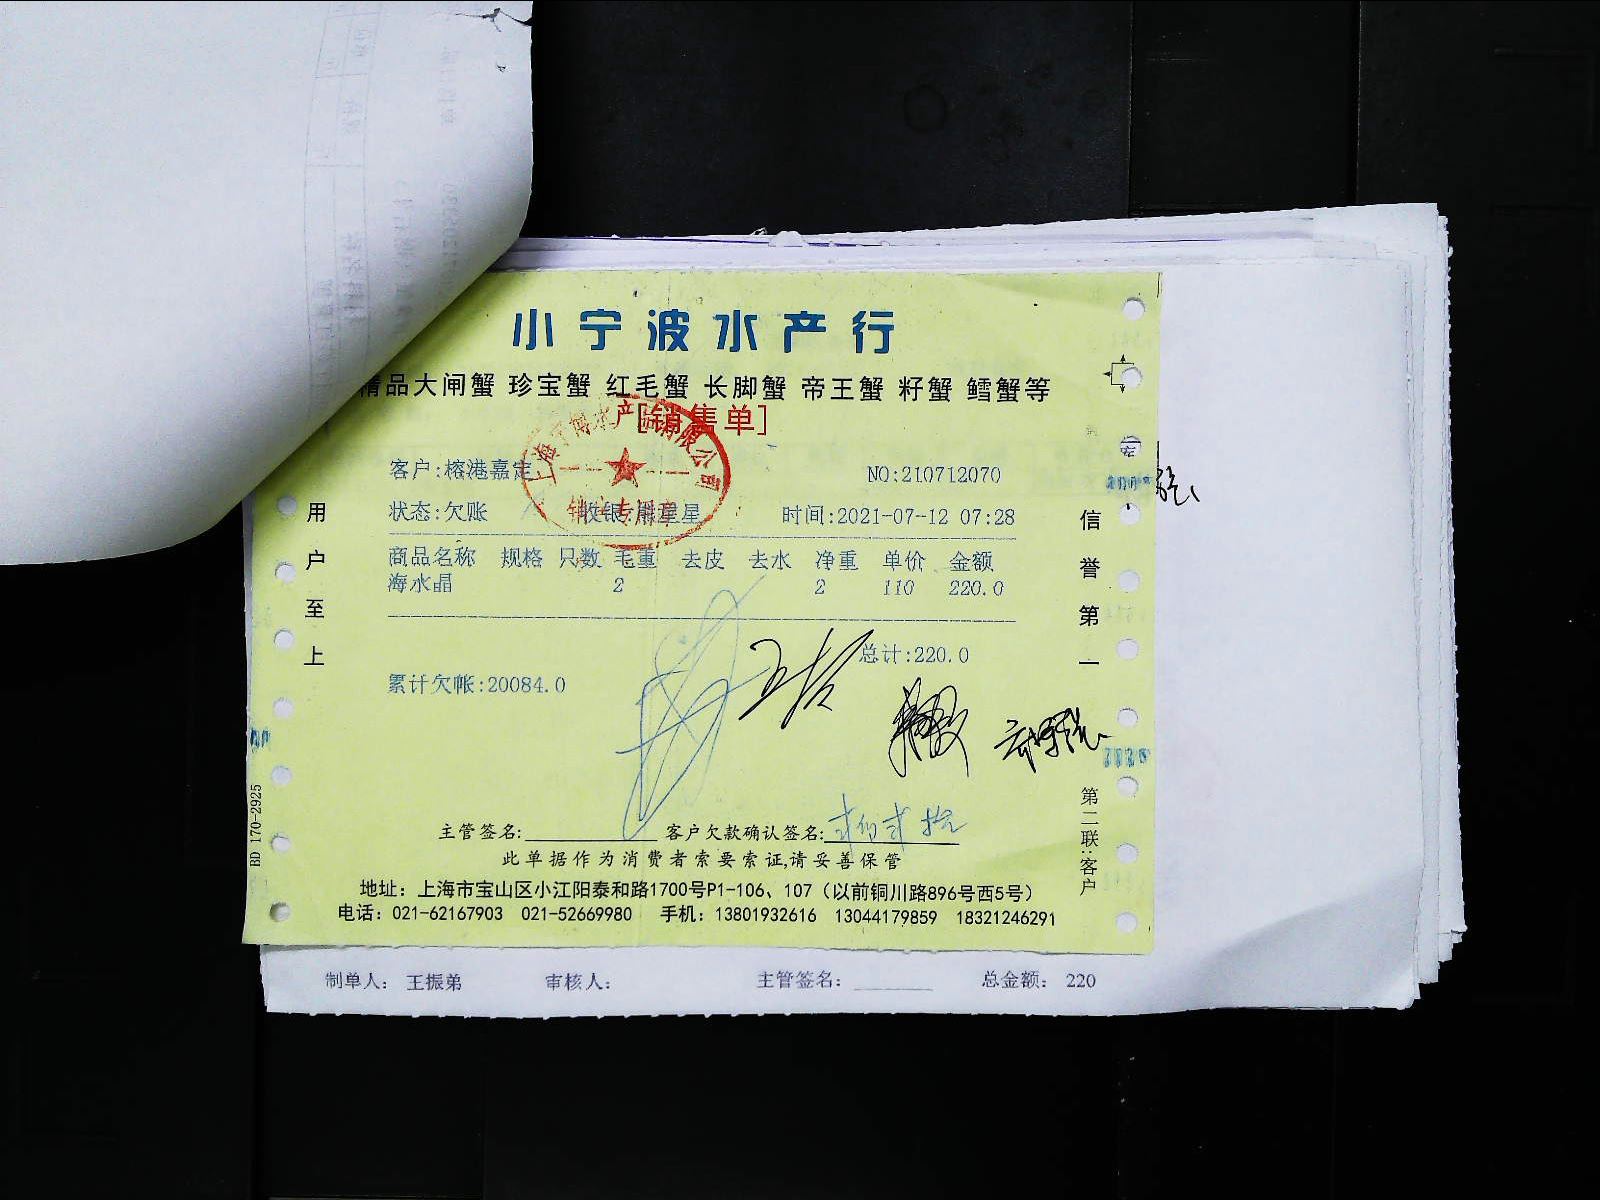 小宁波水产行
精品大闸蟹 珍宝蟹 红毛蟹 长脚蟹 帝王蟹 籽蟹 鳕蟹等
[销售单]
客户:榕港嘉定
NO:210712070
状态:欠账
收银:
时间:2021-07-12 07:28
商品名称 规格 只数 毛重 去皮 去水 净重 单价 金额
海水晶 2 2 110 220.0
总计:220.0
累计欠帐:20084.0
用户至上
信誉第一
第二联:客户
BD 170-2925
主管签名: 客户欠款确认签名:
此单据作为消费者索要索证,请妥善保管
地址：上海市宝山区小江阳泰和路1700号P1-106、107（以前铜川路896号西5号）
电话：021-62167903 021-52669980 手机：13801932616 13044179859 18321246291
制单人： 王振弟 审核人： 主管签名： 总金额： 220